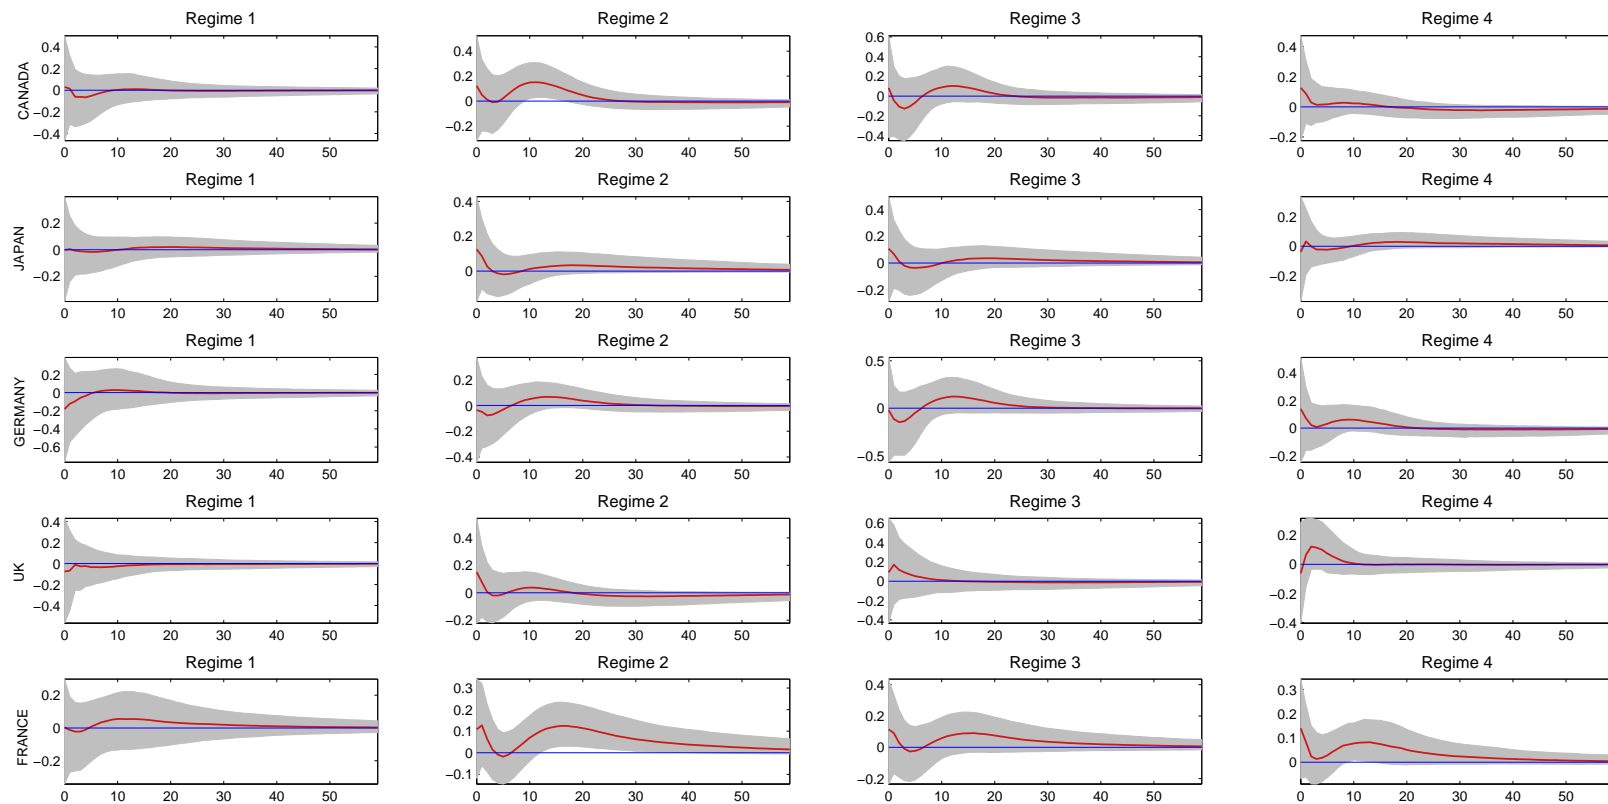 Regime 1 Regime 2 Regime 3 Regime 4
CANADA
0.4 0.2 0 −0.2 −0.4
0.4 0.2 0 −0.2
0.6 0.4 0.2 0 −0.2 −0.4
0.4 0.2 0 −0.2
0 10 20 30 40 50 0 10 20 30 40 50 0 10 20 30 40 50 0 10 20 30 40 50
Regime 1 Regime 2 Regime 3 Regime 4
JAPAN
0.2 0 −0.2
0.4 0.2 0
0.4 0.2 0 −0.2
0.2 0 −0.2
0 10 20 30 40 50 0 10 20 30 40 50 0 10 20 30 40 50 0 10 20 30 40 50
Regime 1 Regime 2 Regime 3 Regime 4
GERMANY
0.2 0 −0.2 −0.4 −0.6
0.2 0 −0.2 −0.4
0.5 0 −0.5
0.4 0.2 0 −0.2
0 10 20 30 40 50 0 10 20 30 40 50 0 10 20 30 40 50 0 10 20 30 40 50
Regime 1 Regime 2 Regime 3 Regime 4
UK
0.4 0.2 0 −0.2 −0.4
0.4 0.2 0 −0.2
0.6 0.4 0.2 0 −0.2 −0.4
0.2 0 −0.2 −0.4
0 10 20 30 40 50 0 10 20 30 40 50 0 10 20 30 40 50 0 10 20 30 40 50
Regime 1 Regime 2 Regime 3 Regime 4
FRANCE
0.2 0 −0.2
0.3 0.2 0.1 0 −0.1
0.4 0.2 0 −0.2
0.3 0.2 0.1 0
0 10 20 30 40 50 0 10 20 30 40 50 0 10 20 30 40 50 0 10 20 30 40 50